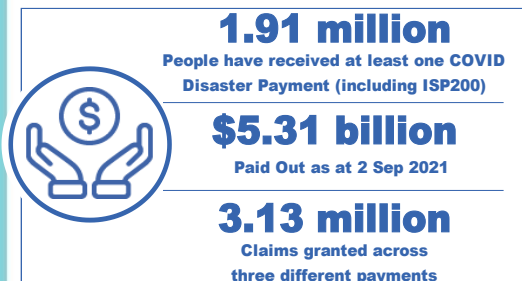 1.91 million
People have received at least one COVID
Disaster Payment (including ISP200)
$
$5.31 billion
Paid Out as at 2 Sep 2021
3.13 million
Claims granted across
three different payments